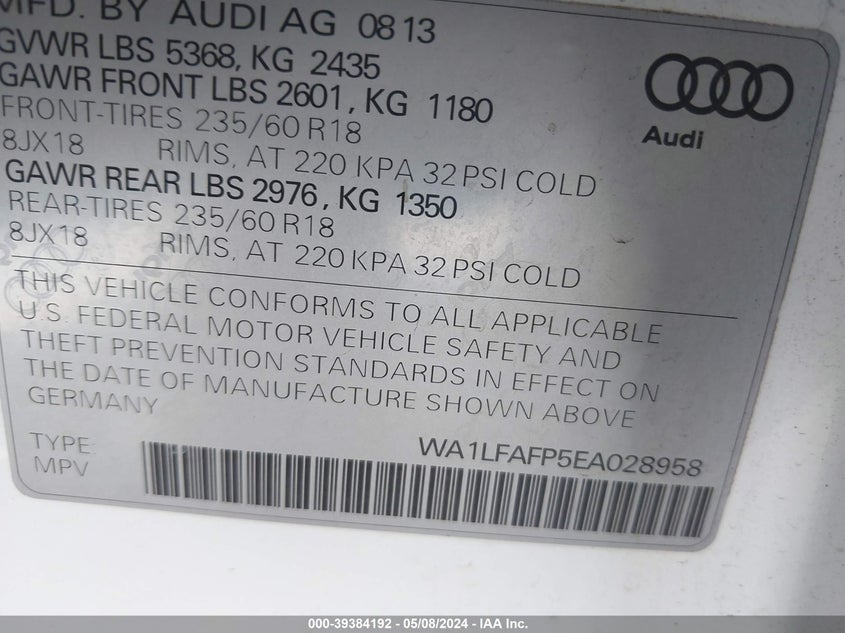 MFD. BY AUDI AG 08 13
GVWR LBS 5368, KG 2435
GAWR FRONT LBS 2601, KG 1180
FRONT-TIRES 235/60 R18
8JX18 RIMS, AT 220 KPA 32 PSI COLD
GAWR REAR LBS 2976, KG 1350
REAR-TIRES 235/60 R18
8JX18 RIMS, AT 220 KPA 32 PSI COLD
Audi
THIS VEHICLE CONFORMS TO ALL APPLICABLE
U.S. FEDERAL MOTOR VEHICLE SAFETY AND
THEFT PREVENTION STANDARDS IN EFFECT ON
THE DATE OF MANUFACTURE SHOWN ABOVE
GERMANY
TYPE WA1LFAFP5EA028958
MPV
000-39384192 - 05/08/2024 - IAA Inc.